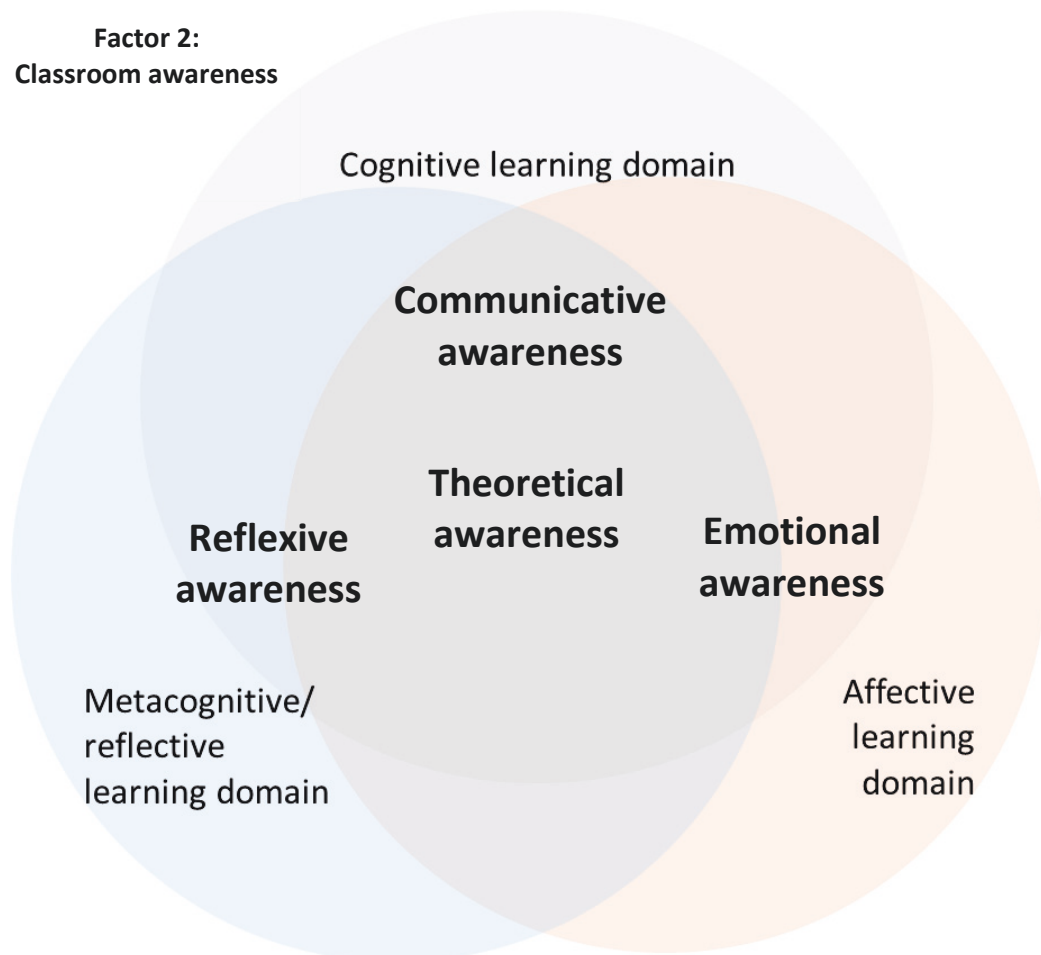 Factor 2:
Classroom awareness
Cognitive learning domain
Communicative
awareness
Theoretical
awareness
Reflexive
awareness
Emotional
awareness
Metacognitive/
reflective
learning domain
Affective
learning
domain